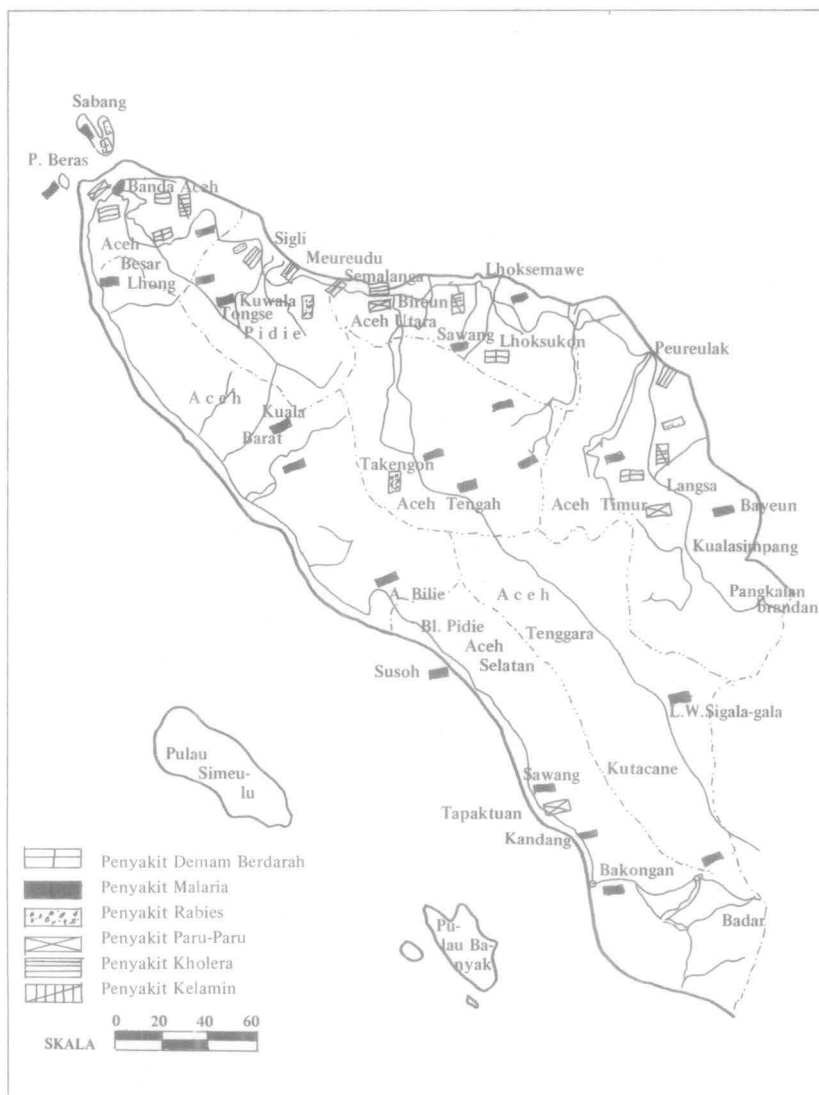 Sabang
P. Beras
Banda Aceh
Sigli
Aceh
Besar
Lhong
Meureudu
Semalanga
Lhoksemawe
Kuwala
Tongse
Pidie
Bireun
Aceh Utara
Sawang
Lhoksukon
Peureulak
Aceh
Barat
Kuala
Takengon
Aceh Tengah
Aceh Timur
Langsa
Bayeun
Kualasimpang
Pangkalan
brandan
A. Bilie
Aceh
Tenggara
Bl. Pidie
Aceh
Selatan
Susoh
L.W.Sigala-gala
Pulau
Simeu-
lu
Kutacane
Sawang
Tapaktuan
Kandang
Bakongan
Badar
Pu-
lau Ba-
nyak
Penyakit Demam Berdarah
Penyakit Malaria
Penyakit Rabies
Penyakit Paru-Paru
Penyakit Kholera
Penyakit Kelamin
0 20 40 60
SKALA